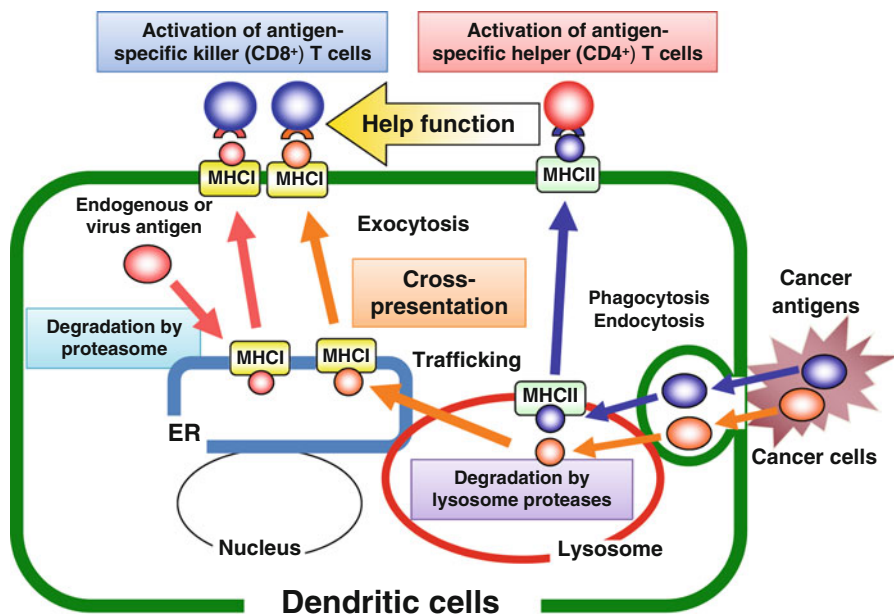 Activation of antigen-
specific killer (CD8+) T cells
Activation of antigen-
specific helper (CD4+) T cells
Help function
MHCI
MHCI
MHCII
Endogenous or
virus antigen
Exocytosis
Cross-
presentation
Phagocytosis
Endocytosis
Cancer
antigens
Degradation by
proteasome
MHCI
MHCI
Trafficking
MHCII
ER
Cancer cells
Degradation by
lysosome proteases
Nucleus
Lysosome
Dendritic cells